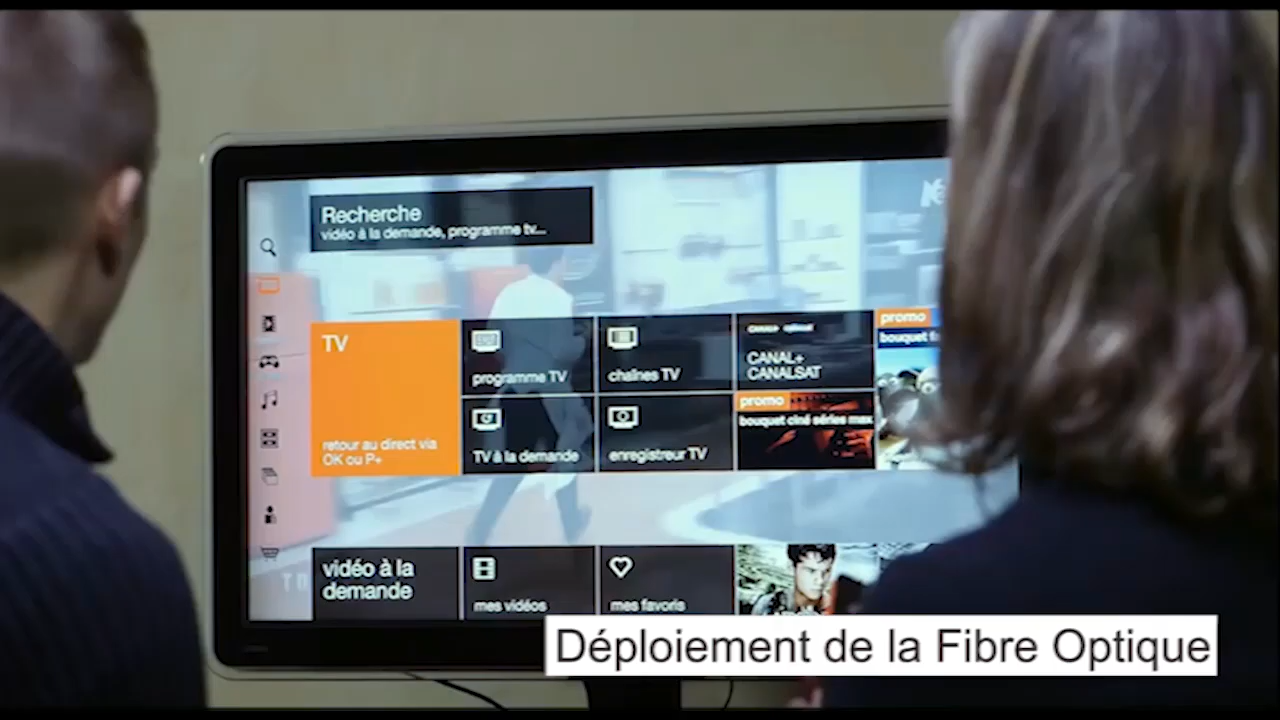 Recherche
vidéo à la demande, programme tv...
TV
retour au direct via
OK ou P+
programme TV
chaînes TV
CANAL+
CANALSAT
promo
bouquet
TV à la demande
enregistreur TV
promo
bouquet ciné séries max
vidéo à la
demande
mes vidéos
mes favoris
Déploiement de la Fibre Optique